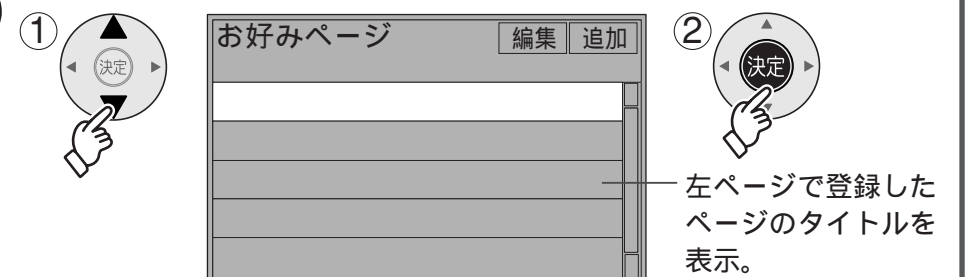 ①
決定
お好みページ
編集
追加
②
決定
左ページで登録した
ページのタイトルを
表示。